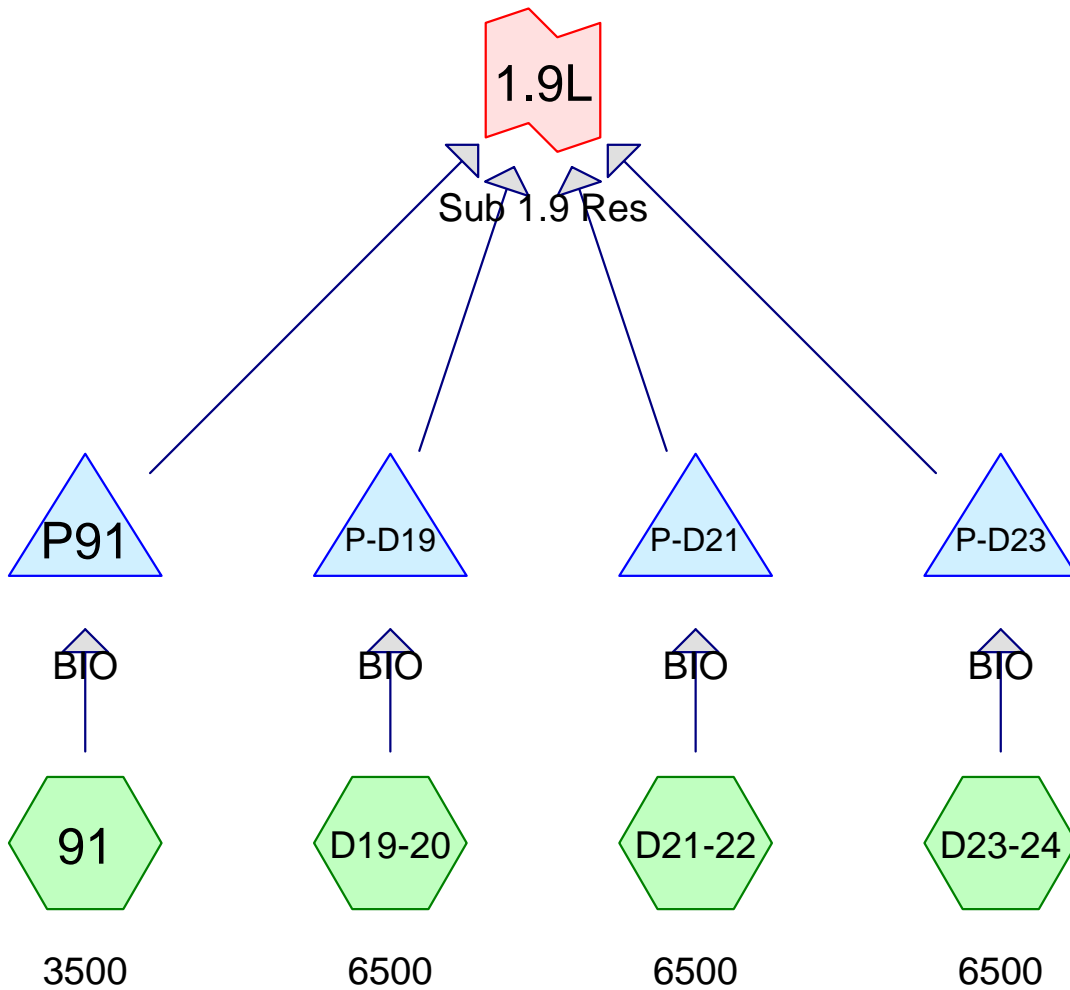 1.9L
Sub 1.9 Res
P91 P-D19 P-D21 P-D23
BIO BIO BIO BIO
91 D19-20 D21-22 D23-24
3500 6500 6500 6500